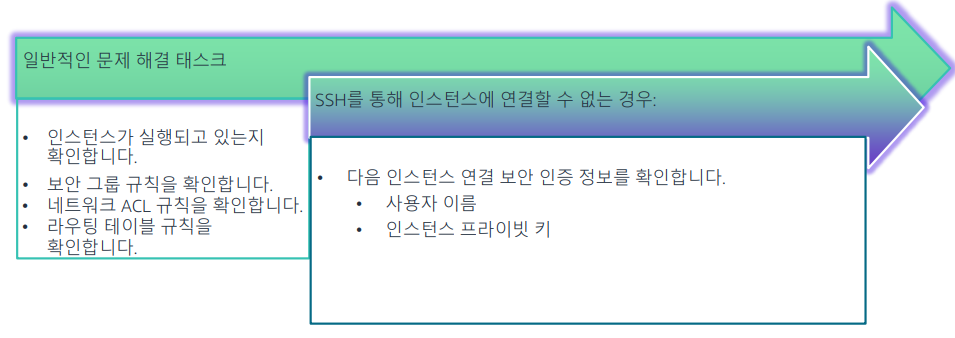 일반적인 문제 해결 태스크
• 인스턴스가 실행되고 있는지
확인합니다.
• 보안 그룹 규칙을 확인합니다.
• 네트워크 ACL 규칙을 확인합니다.
• 라우팅 테이블 규칙을
확인합니다.
SSH를 통해 인스턴스에 연결할 수 없는 경우:
• 다음 인스턴스 연결 보안 인증 정보를 확인합니다.
• 사용자 이름
• 인스턴스 프라이빗 키